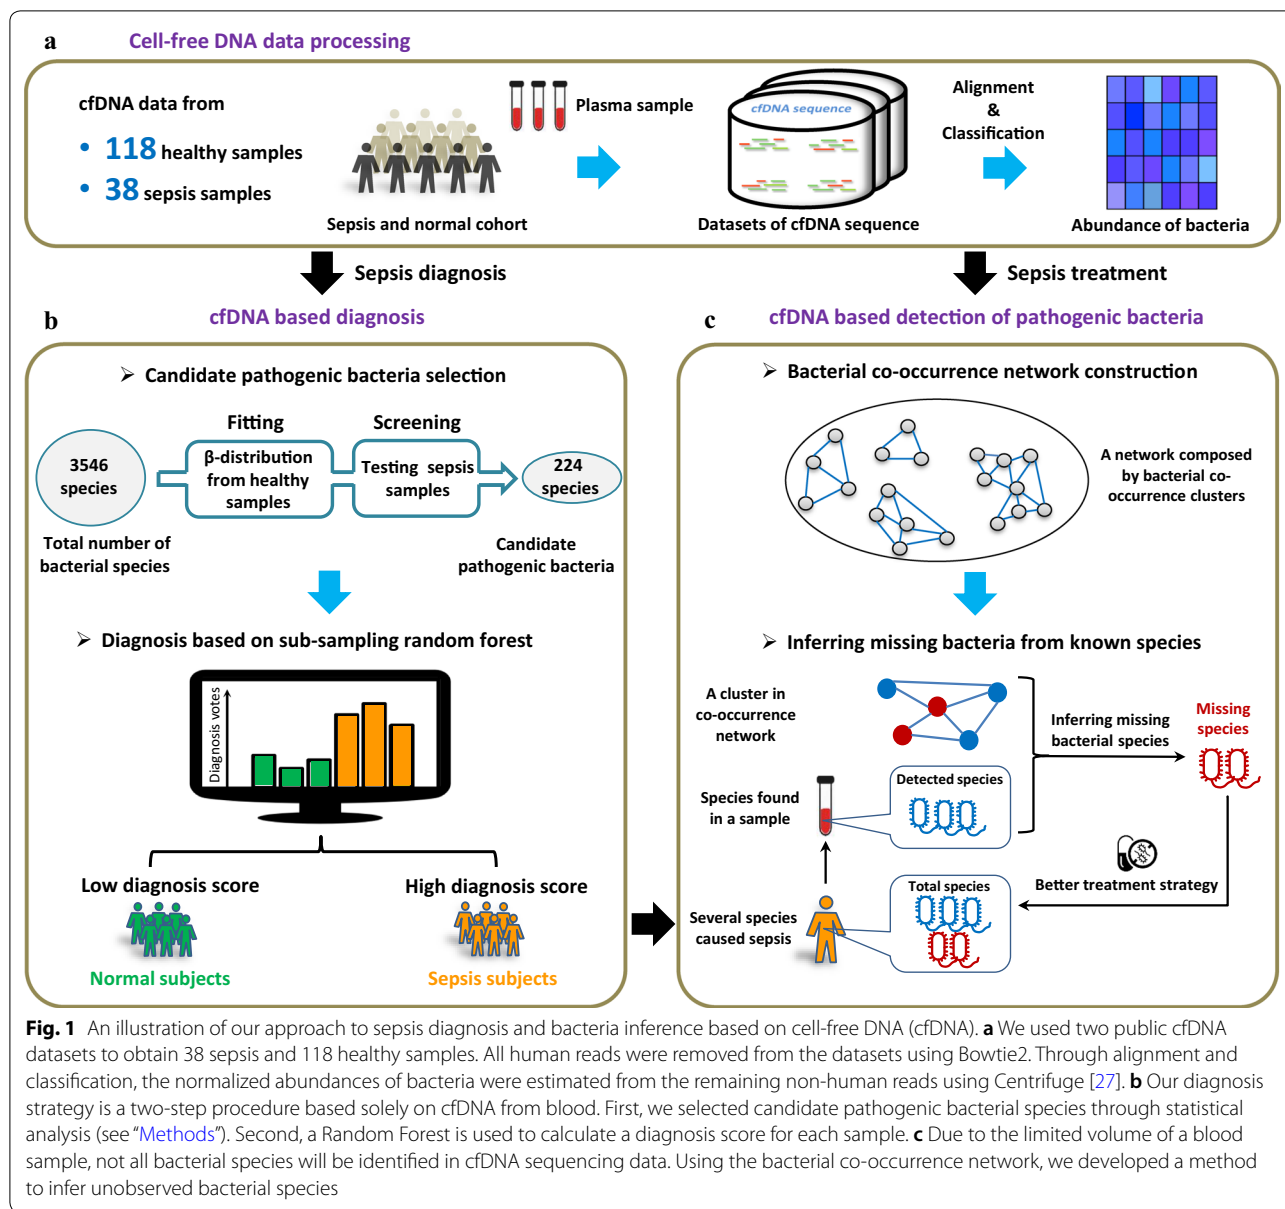 a Cell-free DNA data processing
cfDNA data from
• 118 healthy samples
• 38 sepsis samples
Sepsis and normal cohort
Plasma sample
cfDNA sequence
Datasets of cfDNA sequence
Alignment
&
Classification
Abundance of bacteria
Sepsis diagnosis
Sepsis treatment
b cfDNA based diagnosis
➢ Candidate pathogenic bacteria selection
Fitting
Screening
3546
species
β-distribution
from healthy
samples
Testing sepsis
samples
224
species
Total number of
bacterial species
Candidate
pathogenic bacteria
➢ Diagnosis based on sub-sampling random forest
Diagnosis votes
Low diagnosis score
High diagnosis score
Normal subjects
Sepsis subjects
c cfDNA based detection of pathogenic bacteria
➢ Bacterial co-occurrence network construction
A network composed
by bacterial co-
occurrence clusters
➢ Inferring missing bacteria from known species
A cluster in
co-occurrence
network
Inferring missing
bacterial species
Missing
species
Species found
in a sample
Detected species
Better treatment strategy
Several species
caused sepsis
Total species
Fig. 1 An illustration of our approach to sepsis diagnosis and bacteria inference based on cell-free DNA (cfDNA). a We used two public cfDNA
datasets to obtain 38 sepsis and 118 healthy samples. All human reads were removed from the datasets using Bowtie2. Through alignment and
classification, the normalized abundances of bacteria were estimated from the remaining non-human reads using Centrifuge [27]. b Our diagnosis
strategy is a two-step procedure based solely on cfDNA from blood. First, we selected candidate pathogenic bacterial species through statistical
analysis (see “Methods”). Second, a Random Forest is used to calculate a diagnosis score for each sample. c Due to the limited volume of a blood
sample, not all bacterial species will be identified in cfDNA sequencing data. Using the bacterial co-occurrence network, we developed a method
to infer unobserved bacterial species